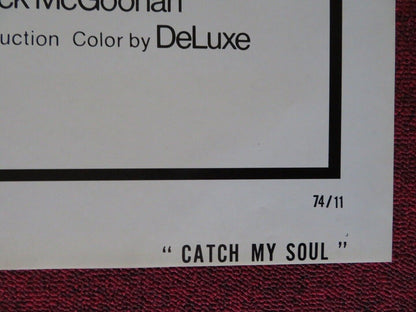 ck McGoohan
uction Color by DeLuxe
74/11
“ CATCH MY SOUL ”